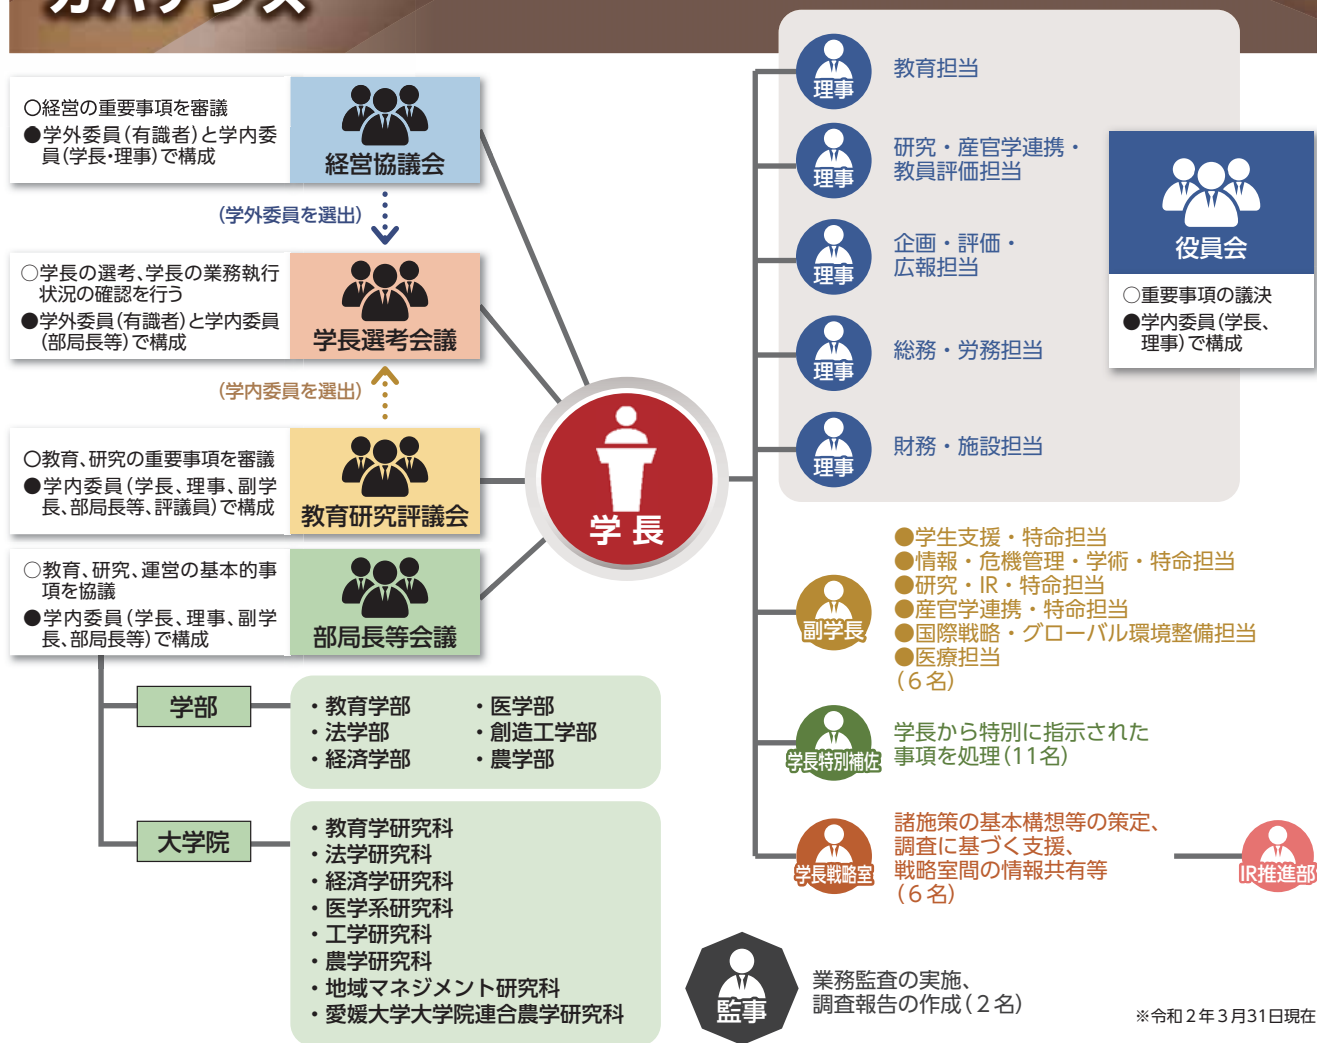 ガバナンス
○経営の重要事項を審議
●学外委員(有識者)と学内委
員(学長・理事)で構成
経営協議会
(学外委員を選出)
○学長の選考、学長の業務執行
状況の確認を行う
●学外委員(有識者)と学内委員
(部局長等)で構成
学長選考会議
(学内委員を選出)
○教育、研究の重要事項を審議
●学内委員(学長、理事、副学
長、部局長等、評議員)で構成
教育研究評議会
○教育、研究、運営の基本的事
項を協議
●学内委員(学長、理事、副学
長、部局長等)で構成
部局長等会議
学部
・教育学部
・法学部
・経済学部
・医学部
・創造工学部
・農学部
大学院
・教育学研究科
・法学研究科
・経済学研究科
・医学系研究科
・工学研究科
・農学研究科
・地域マネジメント研究科
・愛媛大学大学院連合農学研究科
学長
理事
教育担当
理事
研究・産官学連携・
教員評価担当
理事
企画・評価・
広報担当
理事
総務・労務担当
理事
財務・施設担当
役員会
○重要事項の議決
●学内委員(学長、
理事)で構成
副学長
●学生支援・特命担当
●情報・危機管理・学術・特命担当
●研究・IR・特命担当
●産官学連携・特命担当
●国際戦略・グローバル環境整備担当
●医療担当
(6名)
学長特別補佐
学長から特別に指示された
事項を処理(11名)
学長戦略室
諸施策の基本構想等の策定、
調査に基づく支援、
戦略室間の情報共有等
(6名)
IR推進部
監事
業務監査の実施、
調査報告の作成(2名)
※令和2年3月31日現在